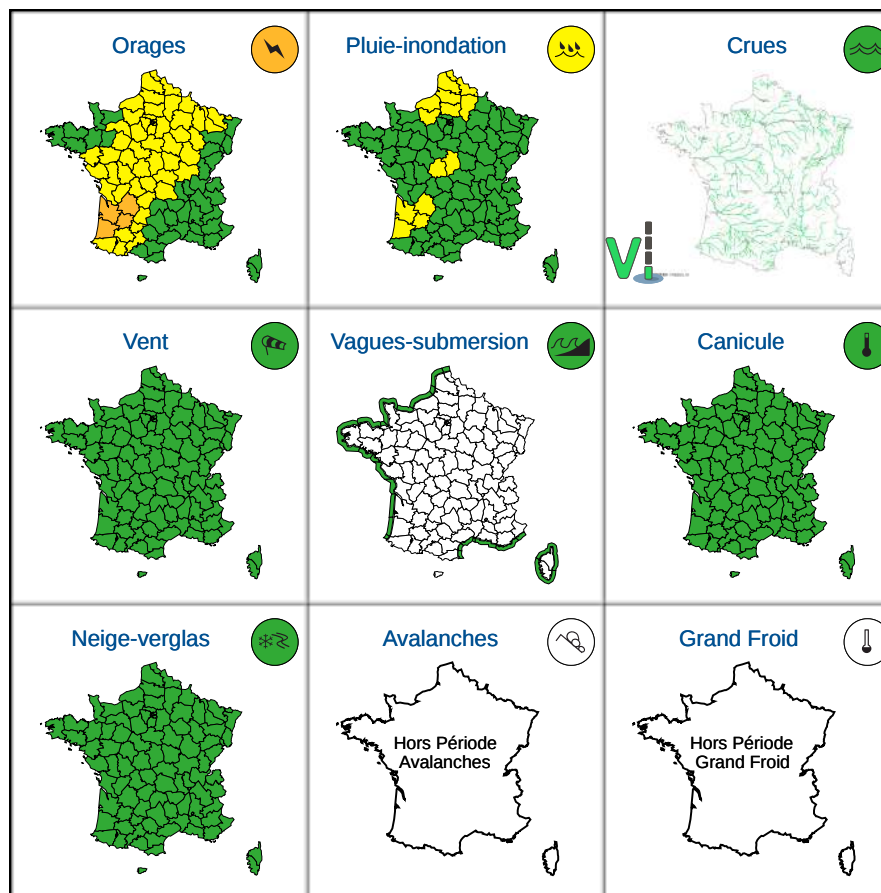 Orages
Pluie-inondation
Crues
Vent
Vagues-submersion
Canicule
Neige-verglas
Avalanches
Grand Froid
Hors Période
Avalanches
Hors Période
Grand Froid